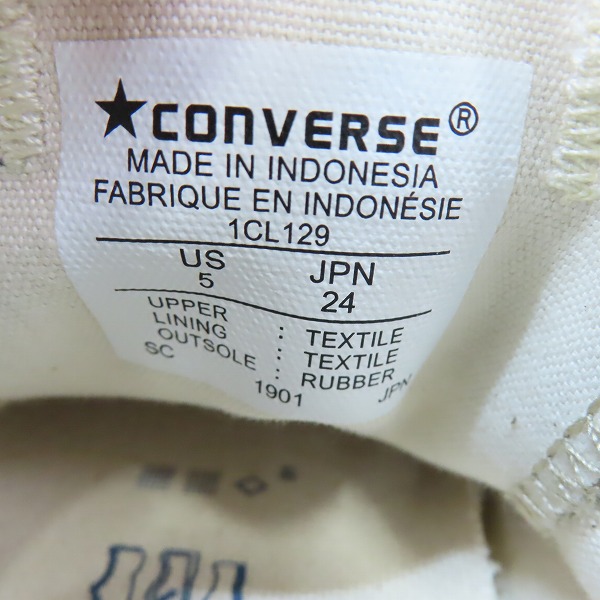 ★CONVERSE®
MADE IN INDONESIA
FABRIQUE EN INDONÉSIE
1CL129
US JPN
5 24
UPPER : TEXTILE
LINING : TEXTILE
OUTSOLE : RUBBER
SC 1901 JPN